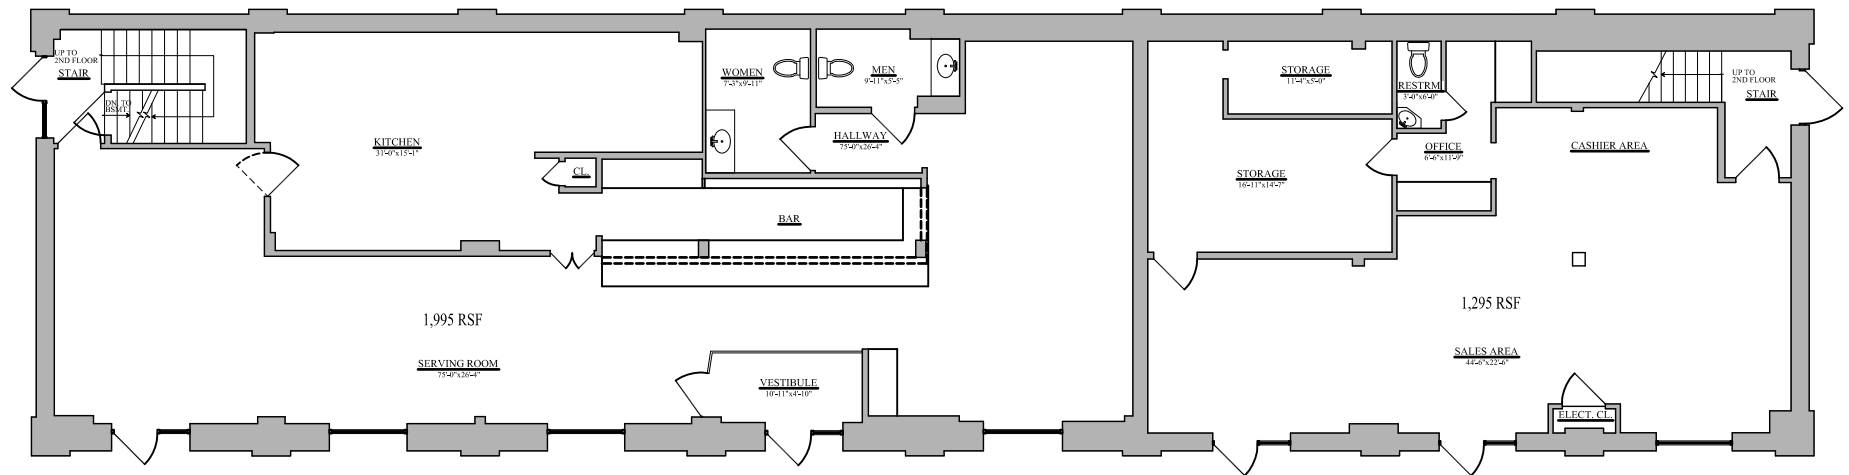 UP TO
2ND FLOOR
STAIR
DN. TO
BSMT.
KITCHEN
31'-0"x15'-1"
WOMEN
7'-3"x9'-11"
MEN
9'-11"x5'-5"
HALLWAY
75'-0"x26'-4"
CL.
BAR
1,995 RSF
SERVING ROOM
75'-0"x26'-4"
VESTIBULE
10'-11"x4'-10"
STORAGE
11'-4"x5'-0"
RESTRM
3'-0"x6'-0"
UP TO
2ND FLOOR
STAIR
OFFICE
6'-6"x11'-9"
CASHIER AREA
STORAGE
16'-11"x14'-7"
1,295 RSF
SALES AREA
44'-6"x22'-6"
ELECT. CL.